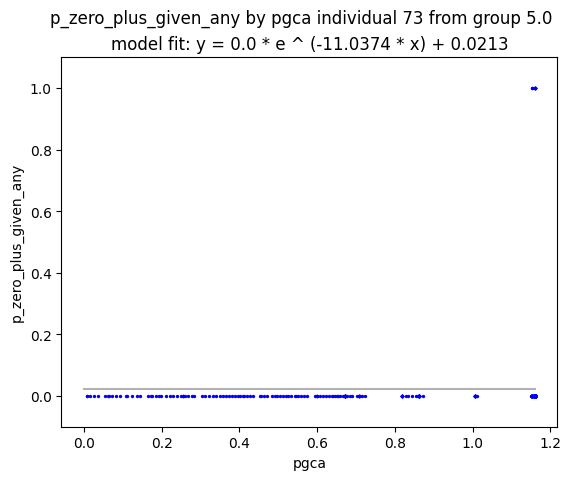 p_zero_plus_given_any by pgca individual 73 from group 5.0
model fit: y = 0.0 * e ^ (-11.0374 * x) + 0.0213
1.0
0.8
0.6
0.4
0.2
0.0
p_zero_plus_given_any
0.0 0.2 0.4 0.6 0.8 1.0 1.2
pgca